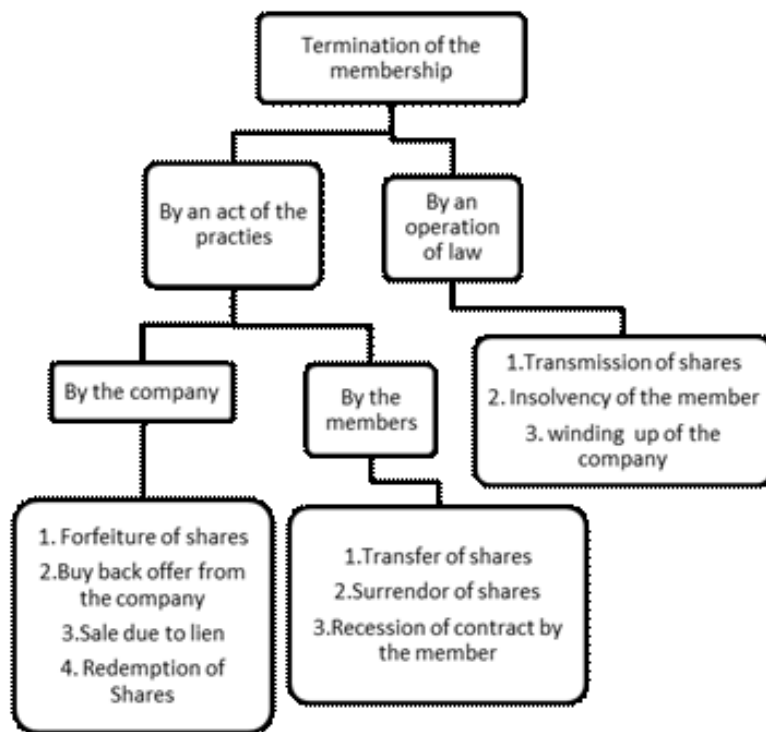 Termination of the
membership
By an act of the
practies
By an
operation
of law
By the company
By the
members
1.Transmission of shares
2. Insolvency of the member
3. winding up of the
company
1. Forfeiture of shares
2.Buy back offer from
the company
3.Sale due to lien
4. Redemption of
Shares
1.Transfer of shares
2.Surrendor of shares
3.Recession of contract by
the member